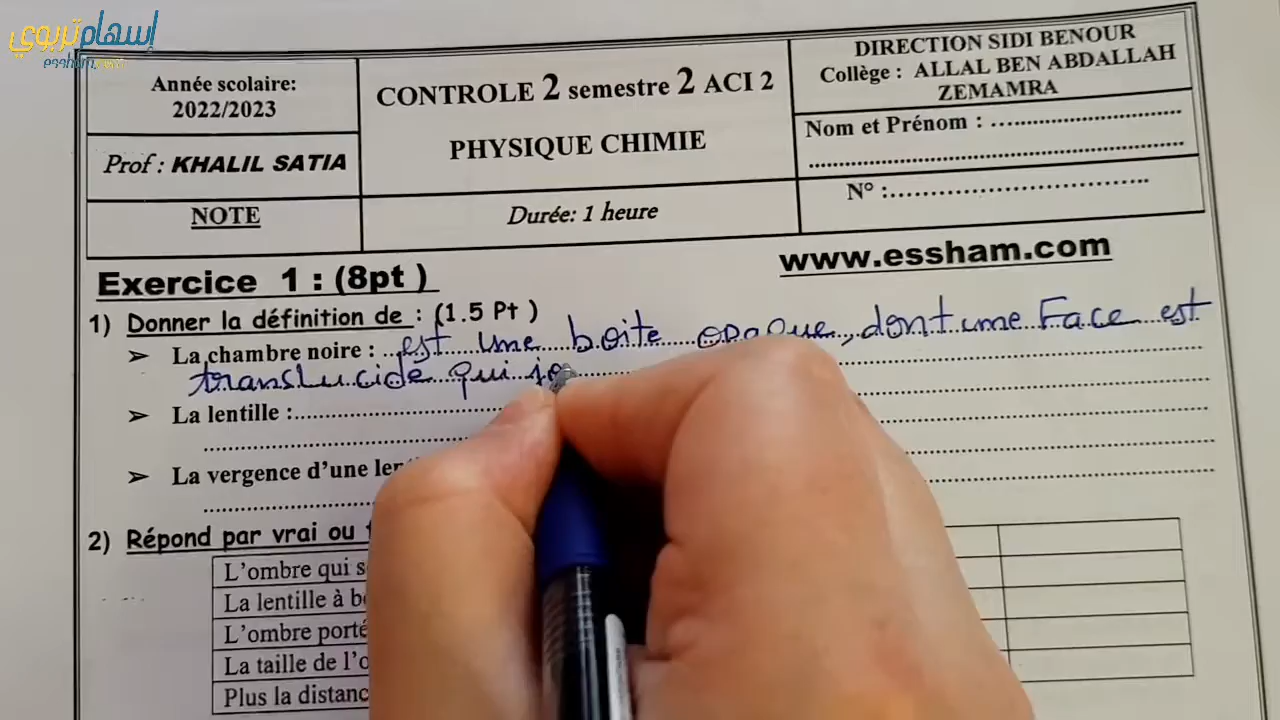 إسهام تربوي
essham.com
Année scolaire:
2022/2023
Prof : KHALIL SATIA
NOTE
CONTROLE 2 semestre 2 ACI 2
PHYSIQUE CHIMIE
Durée: 1 heure
DIRECTION SIDI BENOUR
Collège : ALLAL BEN ABDALLAH
ZEMAMRA
Nom et Prénom :
N° :
www.essham.com
Exercice 1 : (8pt )
1) Donner la définition de : (1.5 Pt )
➢ La chambre noire : est une boite opaque, dont une Face est
translucide qui
➢ La lentille :
➢ La vergence d'une
2) Répond par vrai ou
L'ombre qui
La lentille à
L'ombre porté
La taille de
Plus la